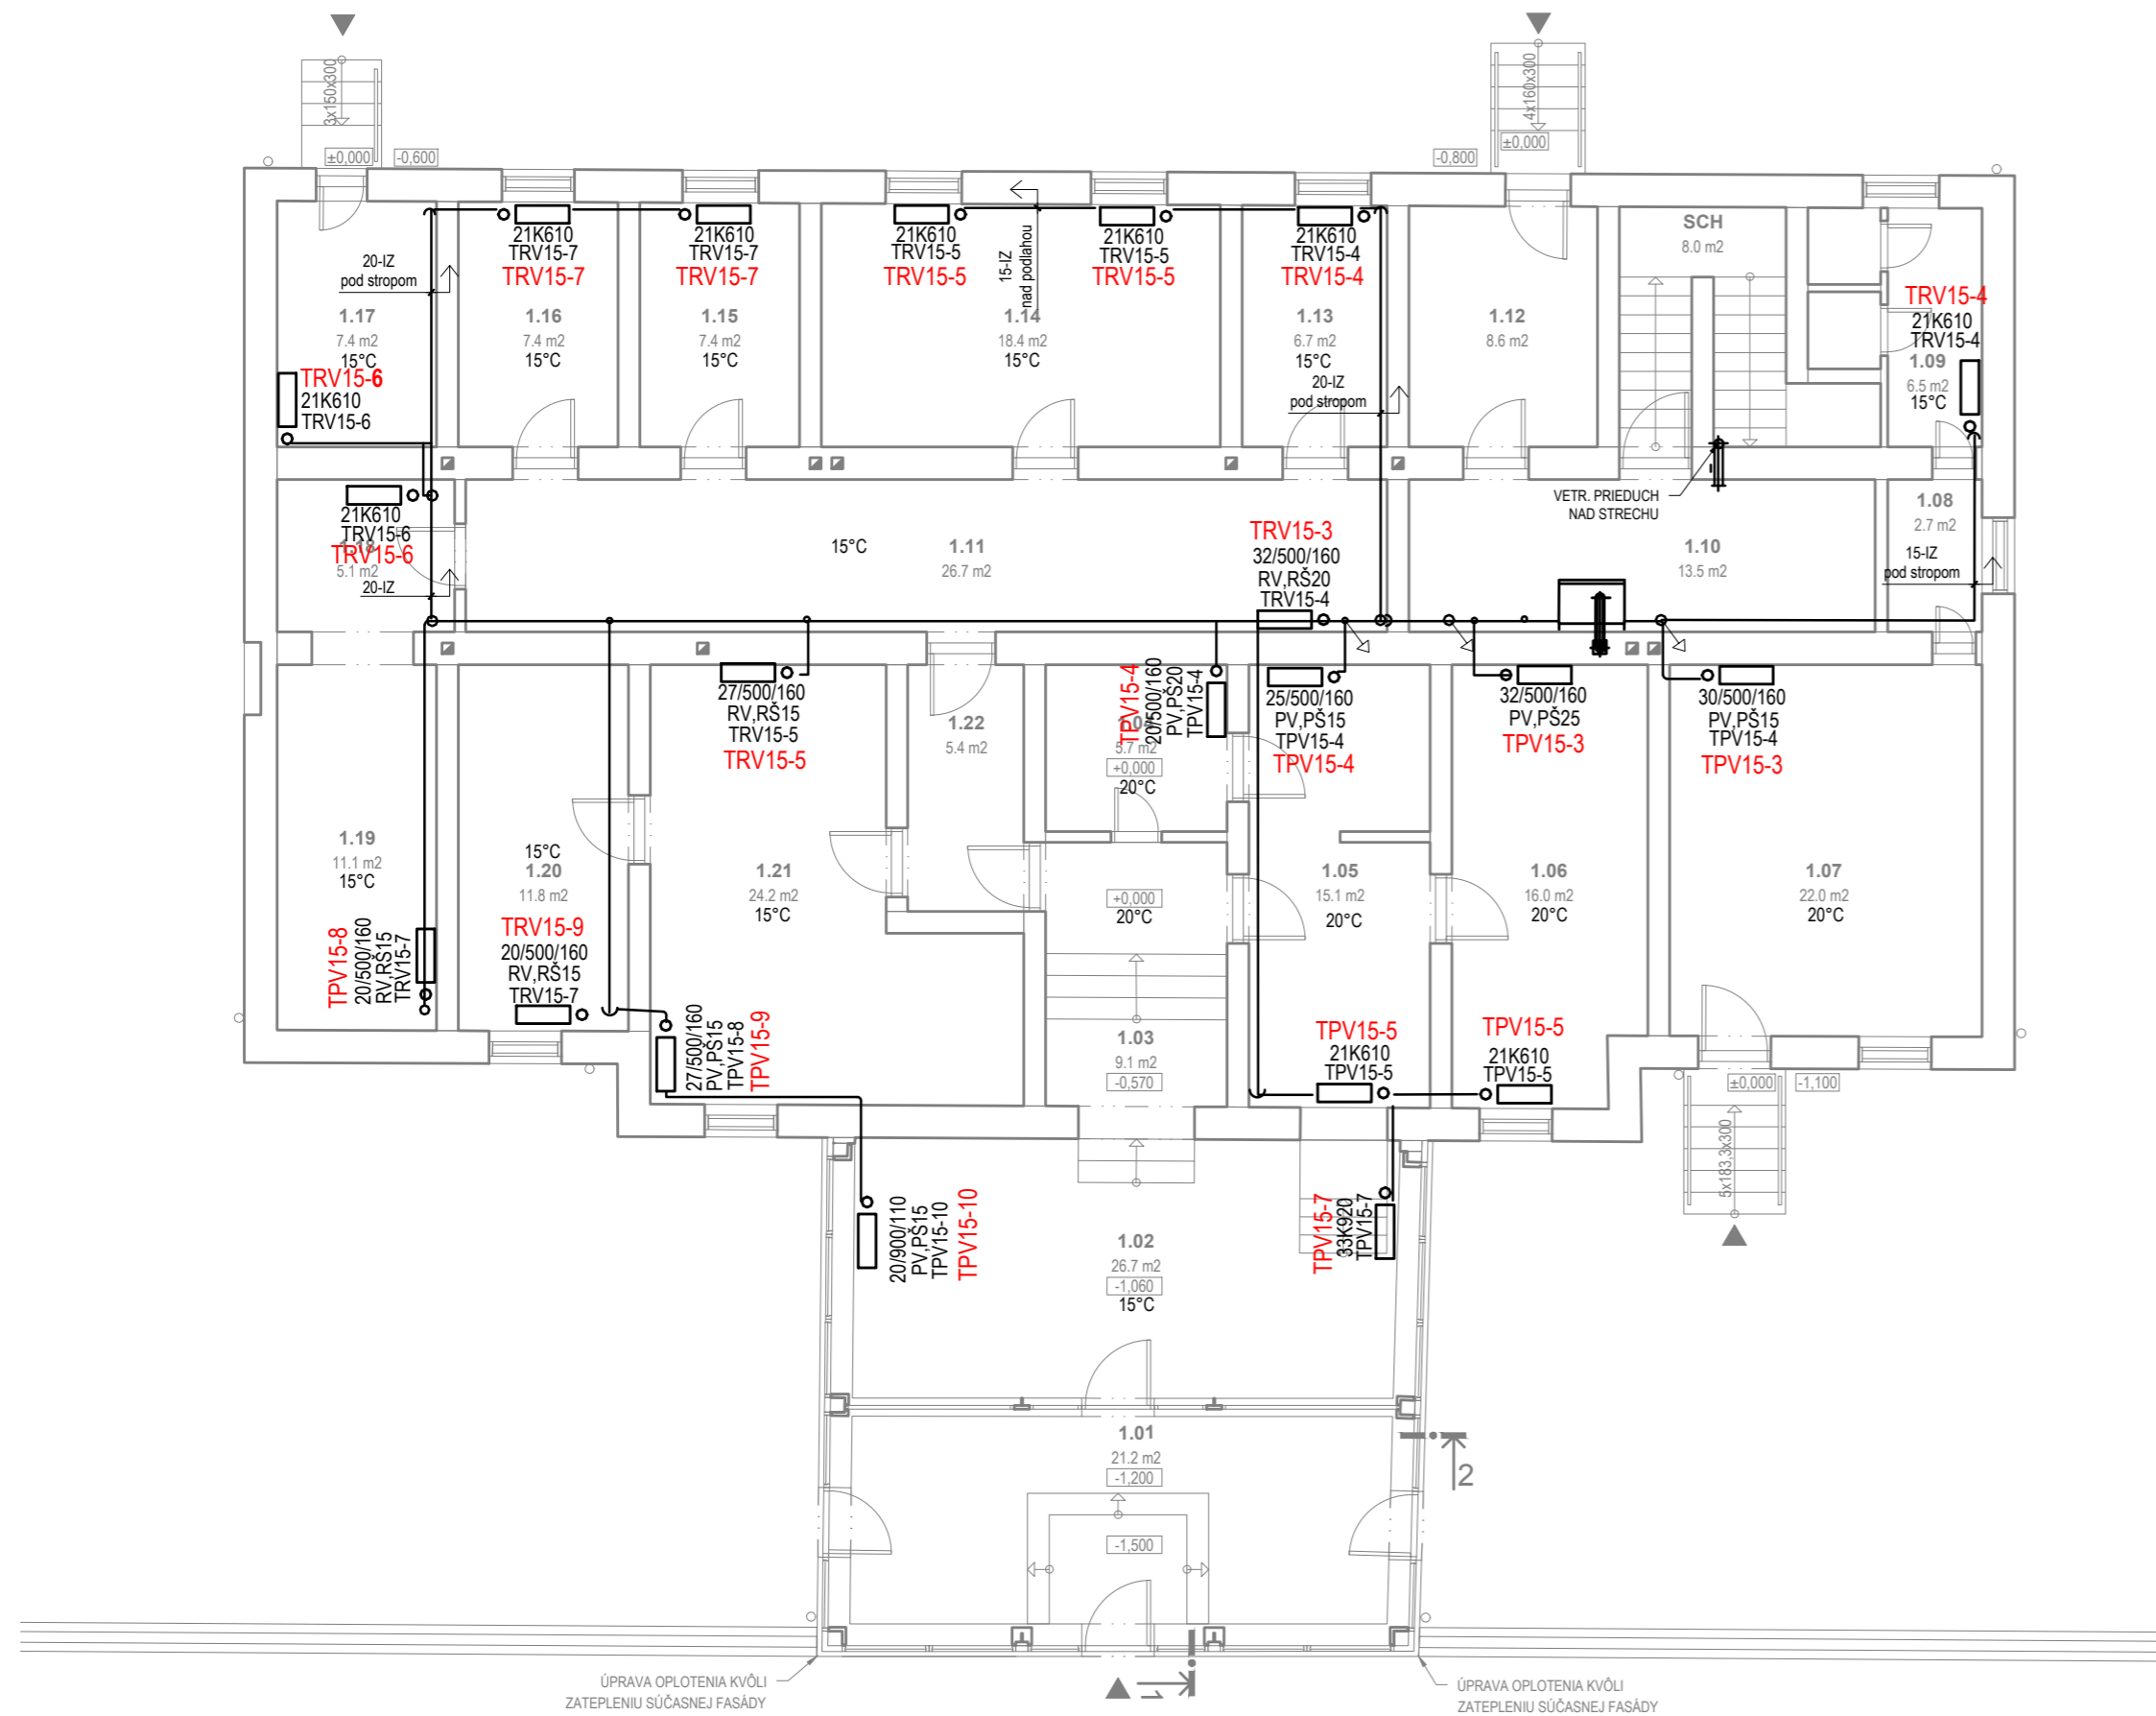 3x150x300
±0,000
-0,600
4x160x300
±0,000
-0,800
20-IZ
pod stropom
1.17
7.4 m2
15°C
TRV15-6
21K610
TRV15-6
21K610
TRV15-7
TRV15-7
1.16
7.4 m2
15°C
21K610
TRV15-7
TRV15-7
1.15
7.4 m2
15°C
21K610
TRV15-5
TRV15-5
15-IZ
nad podlahou
1.14
18.4 m2
15°C
21K610
TRV15-5
TRV15-5
21K610
TRV15-4
TRV15-4
1.13
6.7 m2
15°C
20-IZ
pod stropom
1.12
8.6 m2
SCH
8.0 m2
TRV15-4
21K610
TRV15-4
1.09
6.5 m2
15°C
21K610
TRV15-6
TRV15-6
1.18
5.1 m2
20-IZ
15°C
1.11
26.7 m2
TRV15-3
32/500/160
RV,RŠ20
TRV15-4
VETR. PRIEDUCH
NAD STRECHU
1.10
13.5 m2
1.08
2.7 m2
15-IZ
pod stropom
27/500/160
RV,RŠ15
TRV15-5
TRV15-5
1.22
5.4 m2
TPV15-4
20/500/160
PV,PŠ20
TPV15-4
1.04
5.7 m2
+0,000
20°C
25/500/160
PV,PŠ15
TPV15-4
TPV15-4
32/500/160
PV,PŠ25
TPV15-3
30/500/160
PV,PŠ15
TPV15-4
TPV15-3
1.19
11.1 m2
15°C
15°C
1.20
11.8 m2
1.21
24.2 m2
15°C
+0,000
20°C
1.05
15.1 m2
20°C
1.06
16.0 m2
20°C
1.07
22.0 m2
20°C
TPV15-8
20/500/160
RV,RŠ15
TRV15-7
TRV15-9
20/500/160
RV,RŠ15
TRV15-7
27/500/160
PV,PŠ15
TPV15-8
TPV15-9
1.03
9.1 m2
-0,570
TPV15-5
21K610
TPV15-5
TPV15-5
21K610
TPV15-5
±0,000
-1,100
5x183,3x300
20/900/110
PV,PŠ15
TPV15-10
TPV15-10
1.02
26.7 m2
-1,060
15°C
TPV15-7
33K920
TPV15-7
1.01
21.2 m2
-1,200
-1,500
2
1
ÚPRAVA OPLOTENIA KVÔLI
ZATEPLENIU SÚČASNEJ FASÁDY
ÚPRAVA OPLOTENIA KVÔLI
ZATEPLENIU SÚČASNEJ FASÁDY